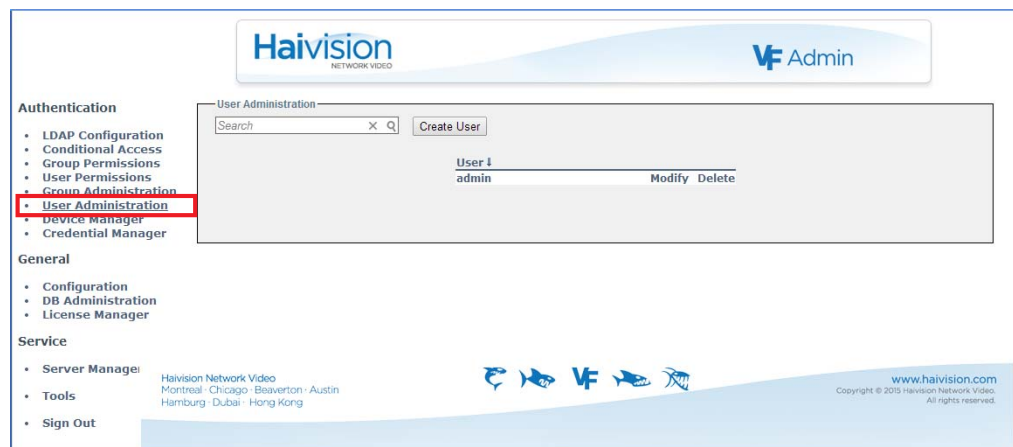 Haivision
NETWORK VIDEO
VF Admin
Authentication
• LDAP Configuration
• Conditional Access
• Group Permissions
• User Permissions
• Group Administration
• User Administration
• Device Manager
• Credential Manager
General
• Configuration
• DB Administration
• License Manager
Service
• Server Manager
• Tools
• Sign Out
User Administration
Search
Create User
User ↓
admin Modify Delete
Haivision Network Video
Montreal · Chicago · Beaverton · Austin
Hamburg · Dubai · Hong Kong
VF
www.haivision.com
Copyright © 2015 Haivision Network Video.
All rights reserved.